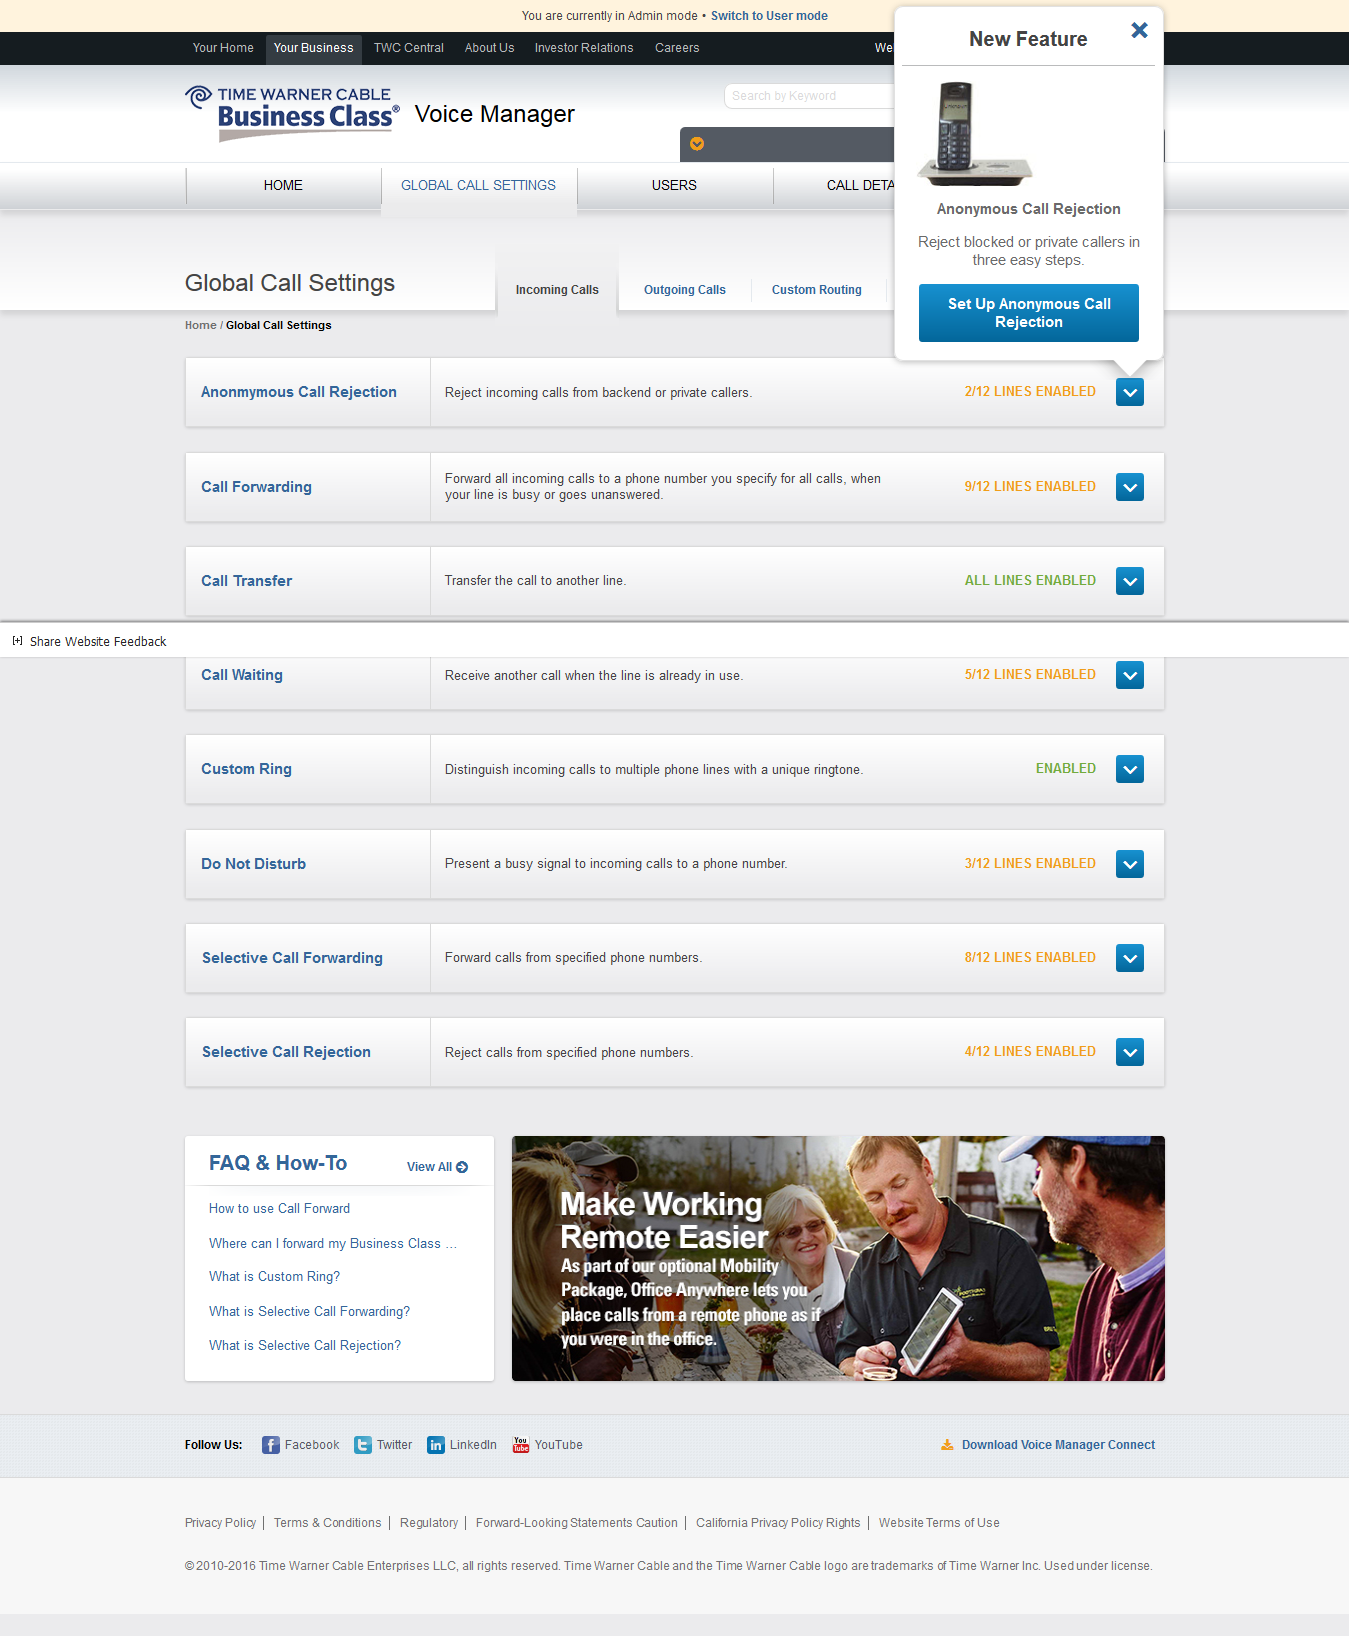 You are currently in Admin mode • Switch to User mode
Your Home Your Business TWC Central About Us Investor Relations Careers
New Feature
TIME WARNER CABLE
Business Class® Voice Manager
Search by Keyword
HOME GLOBAL CALL SETTINGS USERS CALL
Anonymous Call Rejection
Reject blocked or private callers in
three easy steps.
Set Up Anonymous Call
Rejection
Global Call Settings
Incoming Calls Outgoing Calls Custom Routing
Home / Global Call Settings
Anonmymous Call Rejection Reject incoming calls from backend or private callers. 2/12 LINES ENABLED
Call Forwarding Forward all incoming calls to a phone number you specify for all calls, when
your line is busy or goes unanswered. 9/12 LINES ENABLED
Call Transfer Transfer the call to another line. ALL LINES ENABLED
[+] Share Website Feedback
Call Waiting Receive another call when the line is already in use. 5/12 LINES ENABLED
Custom Ring Distinguish incoming calls to multiple phone lines with a unique ringtone. ENABLED
Do Not Disturb Present a busy signal to incoming calls to a phone number. 3/12 LINES ENABLED
Selective Call Forwarding Forward calls from specified phone numbers. 8/12 LINES ENABLED
Selective Call Rejection Reject calls from specified phone numbers. 4/12 LINES ENABLED
FAQ & How-To View All
How to use Call Forward
Where can I forward my Business Class ...
What is Custom Ring?
What is Selective Call Forwarding?
What is Selective Call Rejection?
Make Working
Remote Easier
As part of our optional Mobility
Package, Office Anywhere lets you
place calls from a remote phone as if
you were in the office.
Follow Us: Facebook Twitter LinkedIn YouTube Download Voice Manager Connect
Privacy Policy | Terms & Conditions | Regulatory | Forward-Looking Statements Caution | California Privacy Policy Rights | Website Terms of Use
© 2010-2016 Time Warner Cable Enterprises LLC, all rights reserved. Time Warner Cable and the Time Warner Cable logo are trademarks of Time Warner Inc. Used under license.